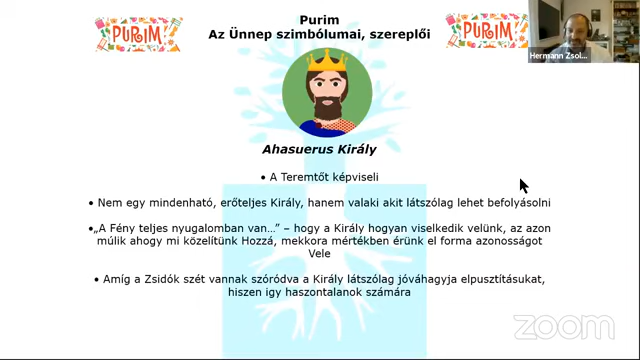 PURIM
Purim
PURIM
Az Ünnep szimbólumai, szereplői
Hermann Zsol...
Ahasuerus Király
• A Teremtőt képviseli
• Nem egy mindenható, erőteljes Király, hanem valaki akit látszólag lehet befolyásolni
•„A Fény teljes nyugalomban van...” – hogy a Király hogyan viselkedik velünk, az azon
múlik ahogy mi közelítünk Hozzá, mekkora mértékben érünk el forma azonosságot
Vele
• Amíg a Zsidók szét vannak szóródva a Király látszólag jóváhagyja elpusztításukat,
hiszen igy haszontalanok számára
zoom